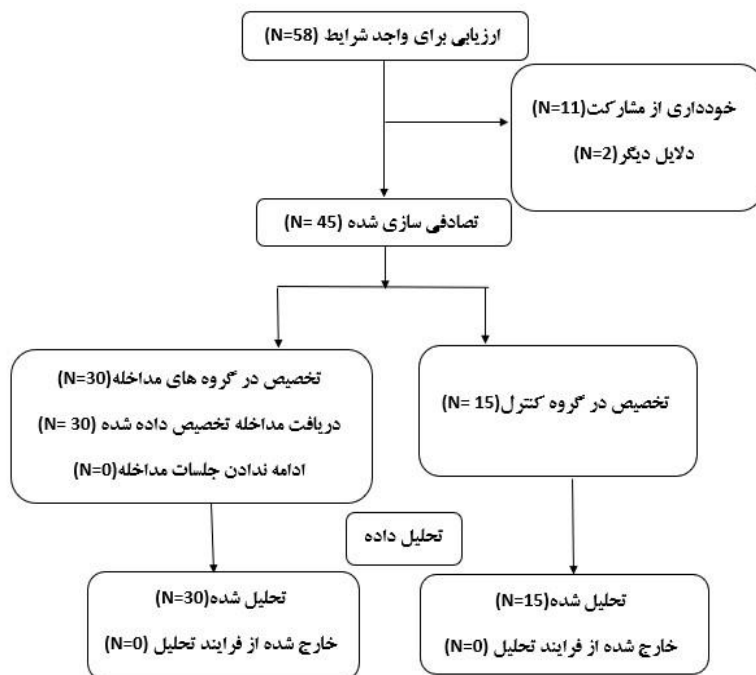 ارزیابی برای واجد شرایط (N=58)
خودداری از مشارکت(N=11)
دلایل دیگر(N=2)
تصادفی سازی شده (N= 45)
تخصیص در گروه های مداخله(N=30)
دریافت مداخله تخصیص داده شده (N= 30)
ادامه ندادن جلسات مداخله(N=0)
تخصیص در گروه کنترل(N= 15)
تحلیل داده
تحلیل شده(N=30)
خارج شده از فرایند تحلیل (N=0)
تحلیل شده(N=15)
خارج شده از فرایند تحلیل (N=0)